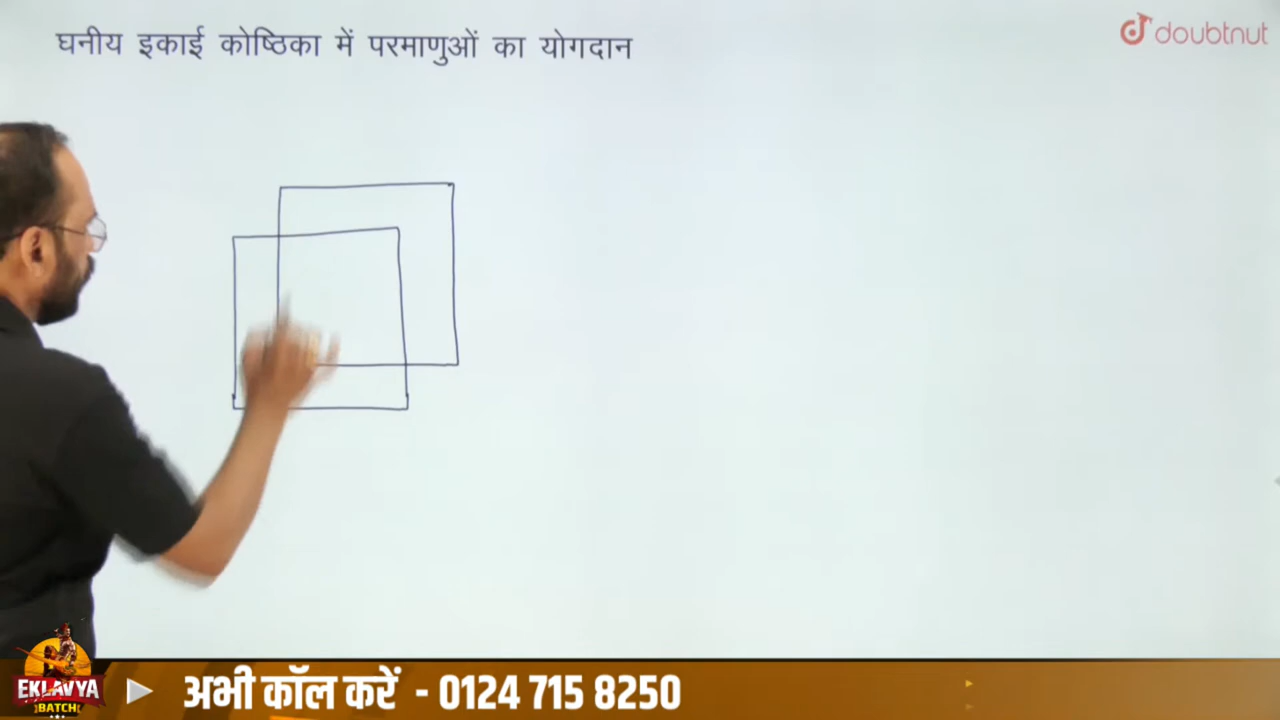 घनीय इकाई कोष्ठिका में परमाणुओं का योगदान
doubtnut
EKLAVYA
BATCH
अभी कॉल करें - 0124 715 8250